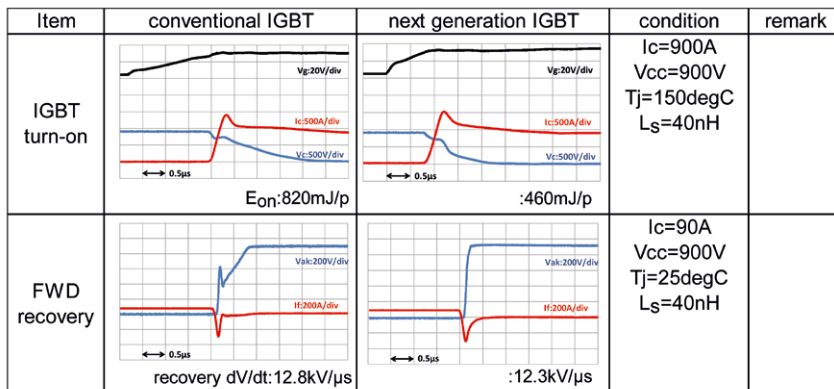 Item conventional IGBT next generation IGBT condition remark
IGBT
turn-on
Vg:20V/div
Ic:500A/div
Vc:500V/div
0.5µs
Eon:820mJ/p
Vg:20V/div
Ic:500A/div
Vc:500V/div
0.5µs
:460mJ/p
Ic=900A
Vcc=900V
Tj=150degC
Ls=40nH
FWD
recovery
Vak:200V/div
If:200A/div
0.5µs
recovery dV/dt:12.8kV/µs
Vak:200V/div
If:200A/div
0.5µs
:12.3kV/µs
Ic=90A
Vcc=900V
Tj=25degC
Ls=40nH